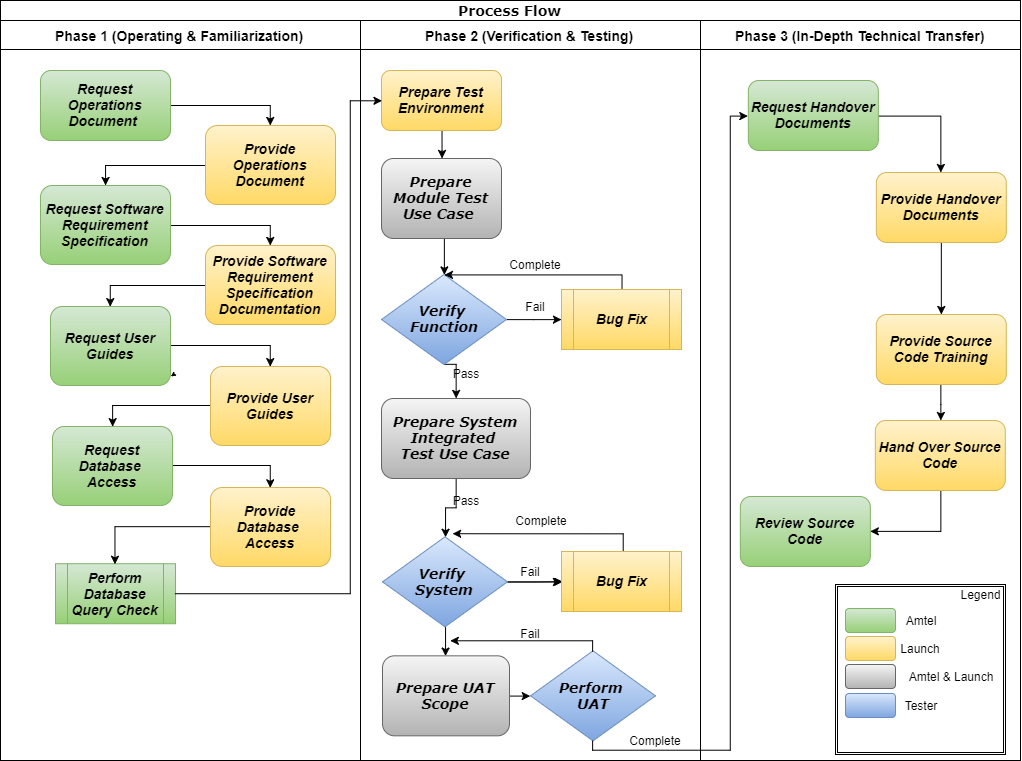 Process Flow
Phase 1 (Operating & Familiarization)
Phase 2 (Verification & Testing)
Phase 3 (In-Depth Technical Transfer)
Request
Operations
Document
Provide
Operations
Document
Request Software
Requirement
Specification
Provide Software
Requirement
Specification
Documentation
Request User
Guides
Provide User
Guides
Request
Database
Access
Provide
Database
Access
Perform
Database
Query Check
Prepare Test
Environment
Prepare
Module Test
Use Case
Complete
Verify
Function
Fail
Bug Fix
Pass
Prepare System
Integrated
Test Use Case
Pass
Complete
Verify
System
Fail
Bug Fix
Fail
Prepare UAT
Scope
Perform
UAT
Complete
Request Handover
Documents
Provide Handover
Documents
Provide Source
Code Training
Hand Over Source
Code
Review Source
Code
Legend
Amtel
Launch
Amtel & Launch
Tester